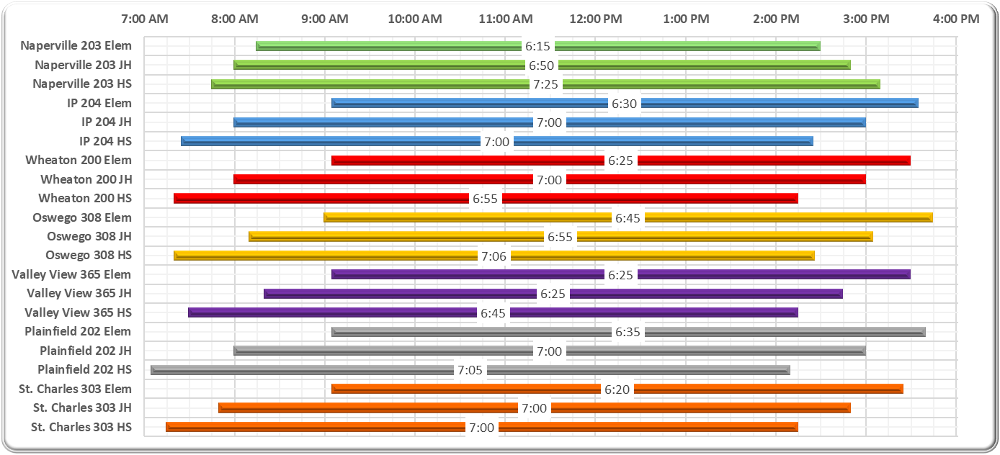 7:00 AM 8:00 AM 9:00 AM 10:00 AM 11:00 AM 12:00 PM 1:00 PM 2:00 PM 3:00 PM 4:00 PM
Naperville 203 Elem 6:15
Naperville 203 JH 6:50
Naperville 203 HS 7:25
IP 204 Elem 6:30
IP 204 JH 7:00
IP 204 HS 7:00
Wheaton 200 Elem 6:25
Wheaton 200 JH 7:00
Wheaton 200 HS 6:55
Oswego 308 Elem 6:45
Oswego 308 JH 6:55
Oswego 308 HS 7:06
Valley View 365 Elem 6:25
Valley View 365 JH 6:25
Valley View 365 HS 6:45
Plainfield 202 Elem 6:35
Plainfield 202 JH 7:00
Plainfield 202 HS 7:05
St. Charles 303 Elem 6:20
St. Charles 303 JH 7:00
St. Charles 303 HS 7:00